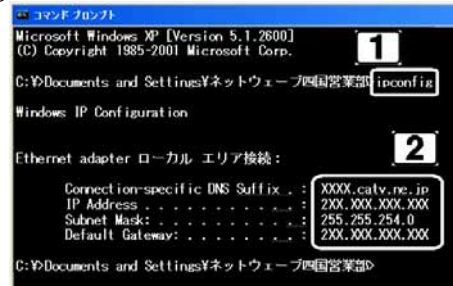 コマンド プロンプト
Microsoft Windows XP [Version 5.1.2600]
(C) Copyright 1985-2001 Microsoft Corp.
1
C:¥>Documents and Settings¥ネットウェーブ四国営業部>ipconfig
Windows IP Configuration
2
Ethernet adapter ローカル エリア接続:
Connection-specific DNS Suffix . : XXXX.catv.ne.jp
IP Address . . . . . . . . . . . . : 2XX.XXX.XXX.XXX
Subnet Mask: . . . . . . . . . . . : 255.255.254.0
Default Gateway: . . . . . . . . . : 2XX.XXX.XXX.XXX
C:¥>Documents and Settings¥ネットウェーブ四国営業部>